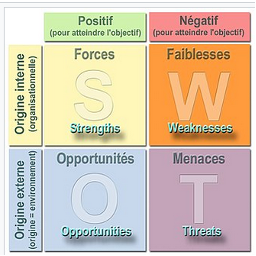 Positif
(pour atteindre l'objectif)
Négatif
(pour atteindre l'objectif)
Origine interne
(organisationnelle)
Forces
S
Strengths
Faiblesses
W
Weaknesses
Origine externe
(origine = environnement)
Opportunités
O
Opportunities
Menaces
T
Threats